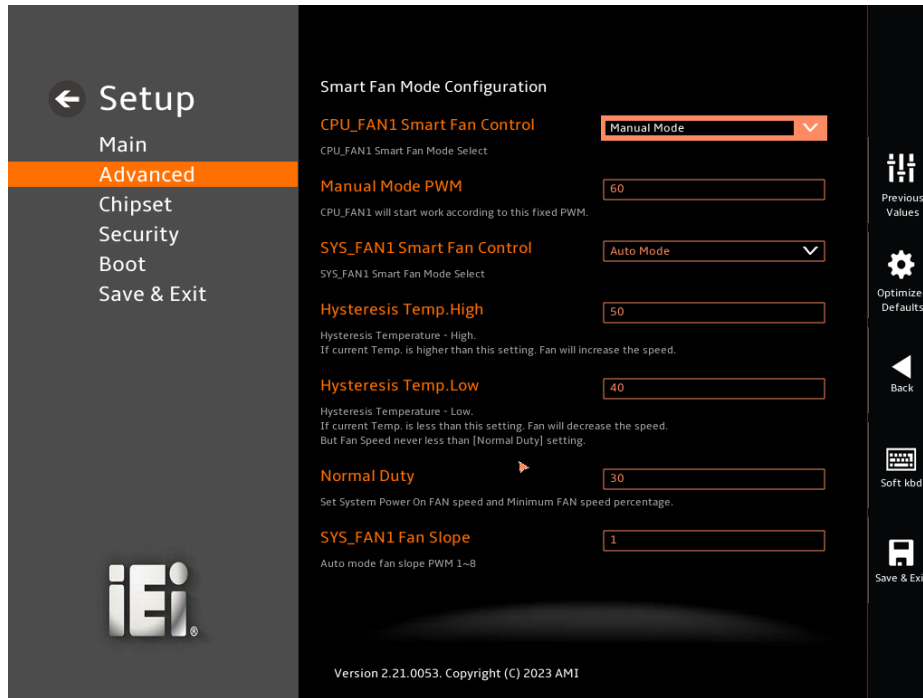 Setup
Main
Advanced
Chipset
Security
Boot
Save & Exit
iEi®
Smart Fan Mode Configuration
CPU_FAN1 Smart Fan Control
Manual Mode
CPU_FAN1 Smart Fan Mode Select
Manual Mode PWM
60
CPU_FAN1 will start work according to this fixed PWM.
SYS_FAN1 Smart Fan Control
Auto Mode
SYS_FAN1 Smart Fan Mode Select
Hysteresis Temp.High
50
Hysteresis Temperature - High.
If current Temp. is higher than this setting. Fan will increase the speed.
Hysteresis Temp.Low
40
Hysteresis Temperature - Low.
If current Temp. is less than this setting. Fan will decrease the speed.
But Fan Speed never less than [Normal Duty] setting.
Normal Duty
30
Set System Power On FAN speed and Minimum FAN speed percentage.
SYS_FAN1 Fan Slope
1
Auto mode fan slope PWM 1~8
Version 2.21.0053. Copyright (C) 2023 AMI
Previous
Values
Optimize
Defaults
Back
Soft kbd
Save & Exi